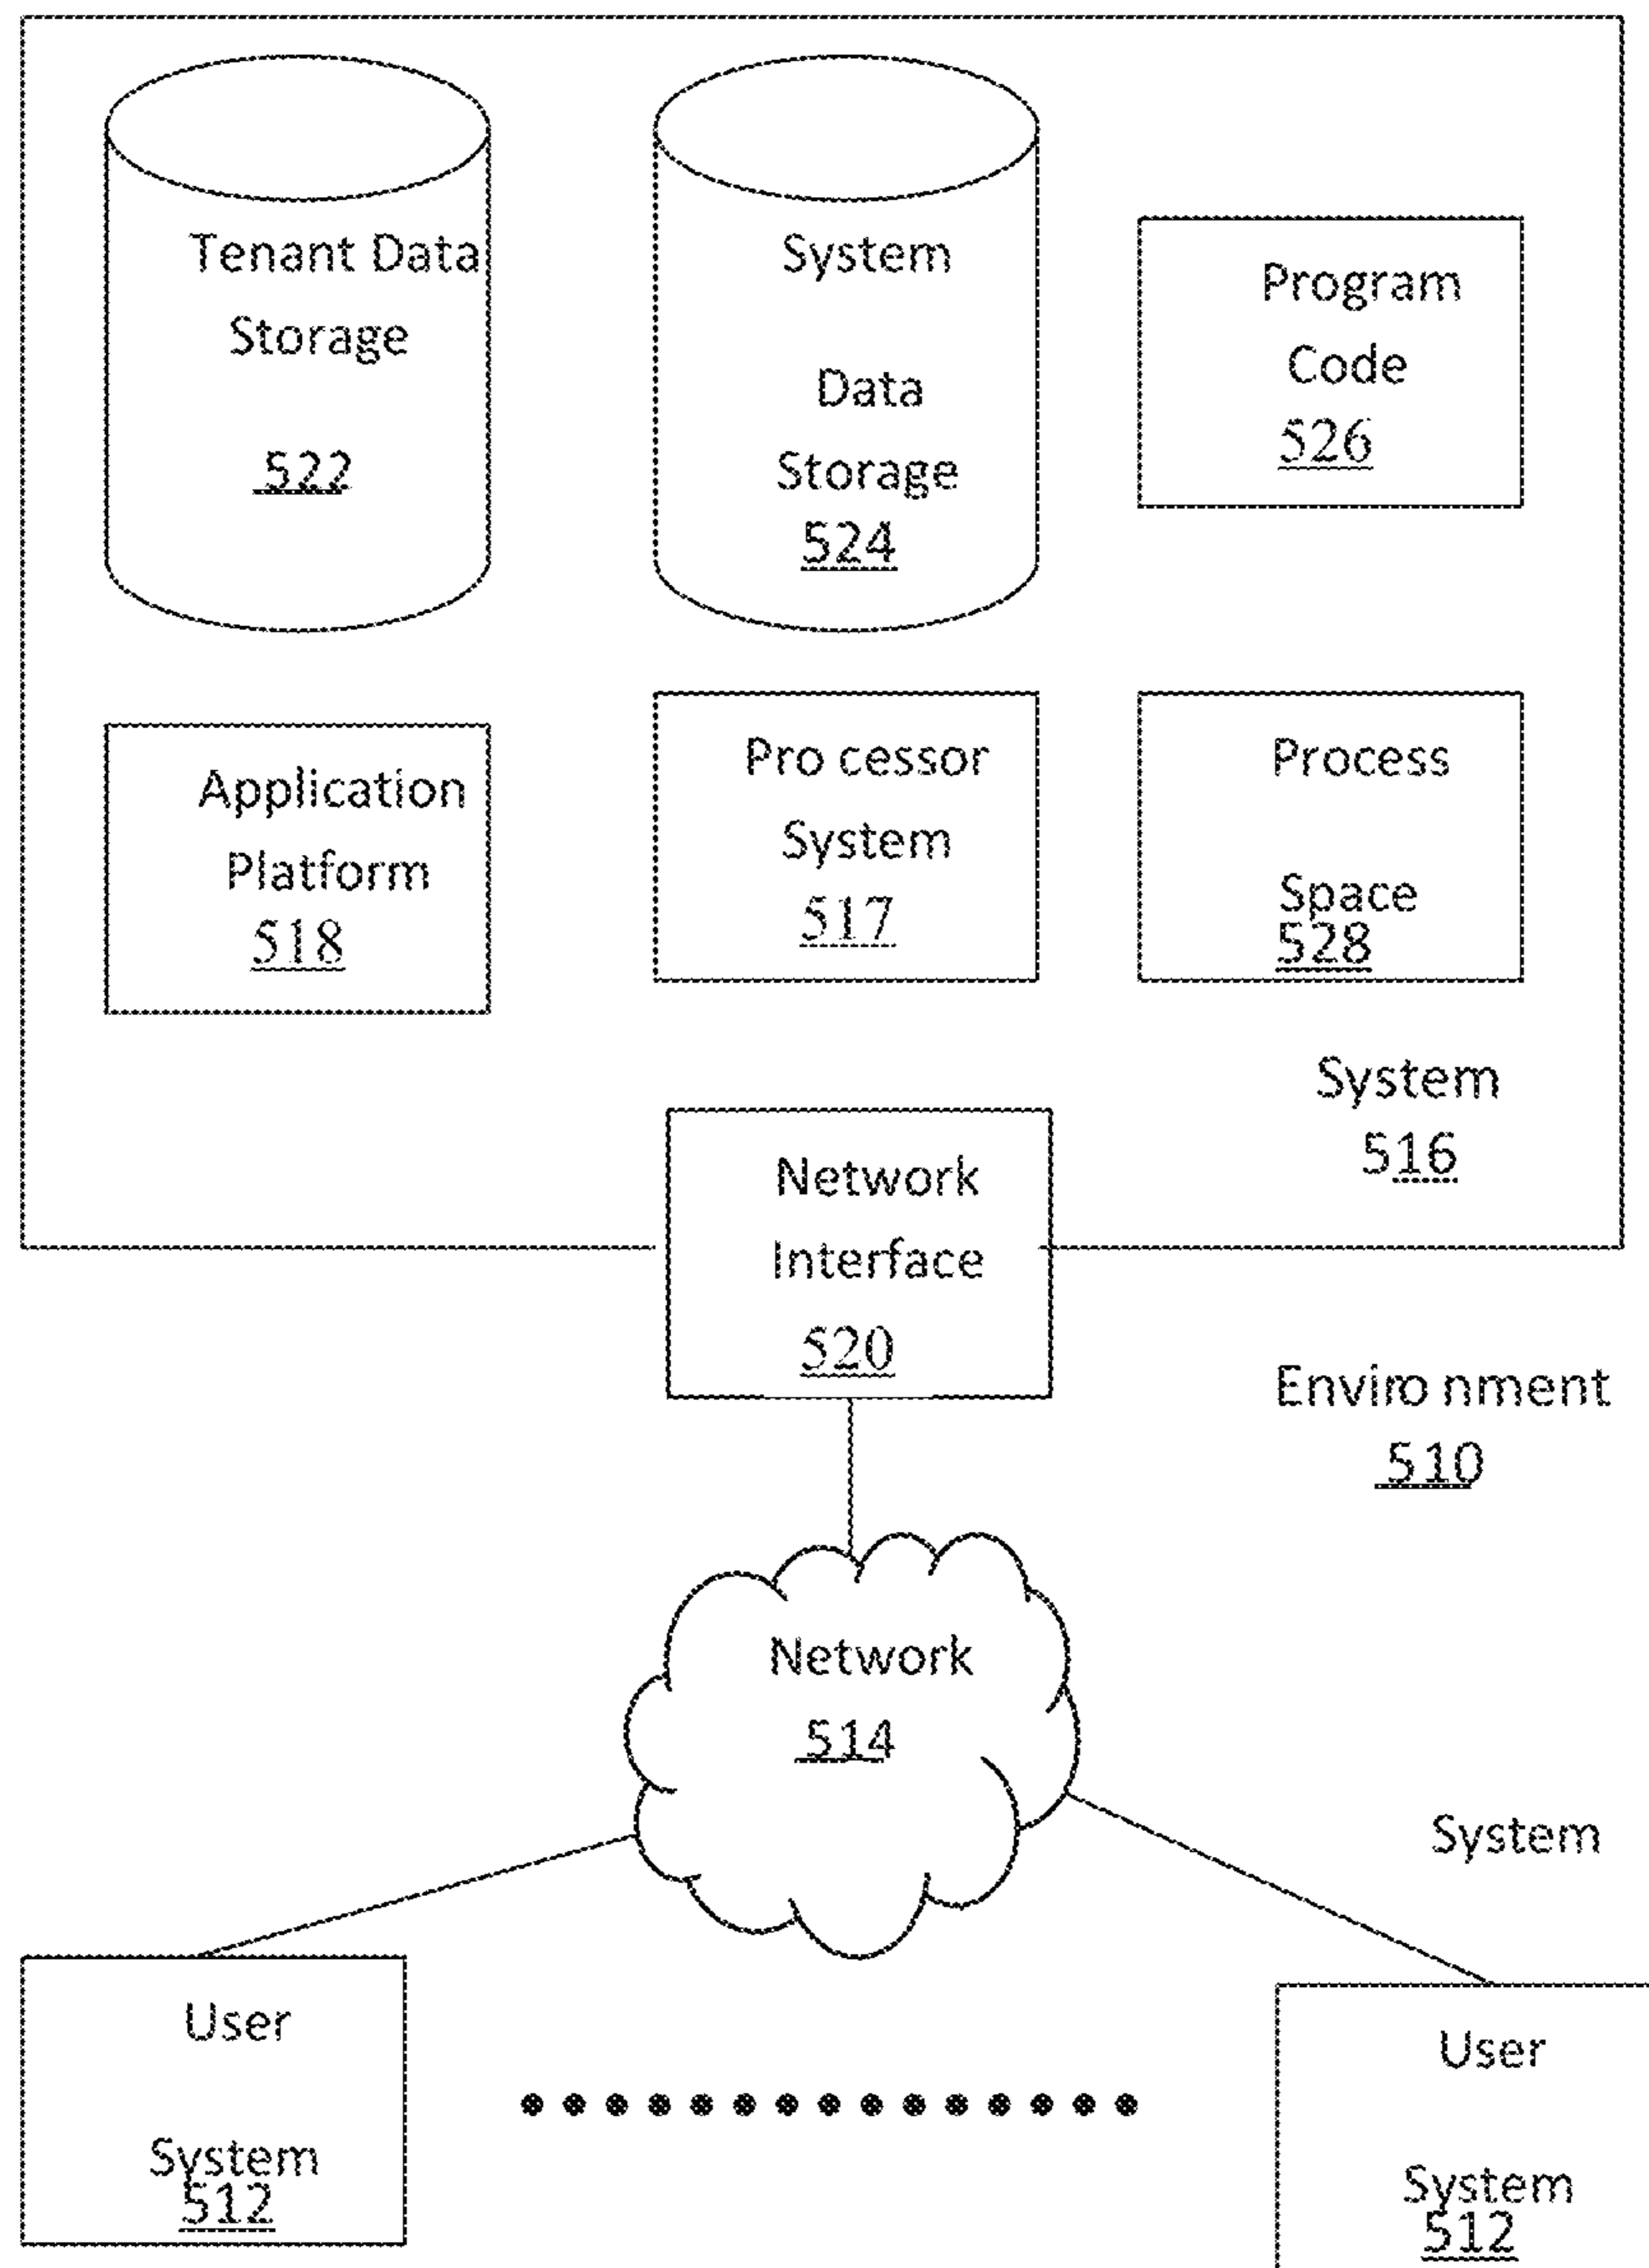 Tenant Data
Storage
522
System
Data
Storage
524
Program
Code
526
Application
Platform
518
Pro cessor
System
517
Process
Space
528
System
516
Network
Interface
520
Enviro nment
510
Network
514
System
User
System
512
User
System
512